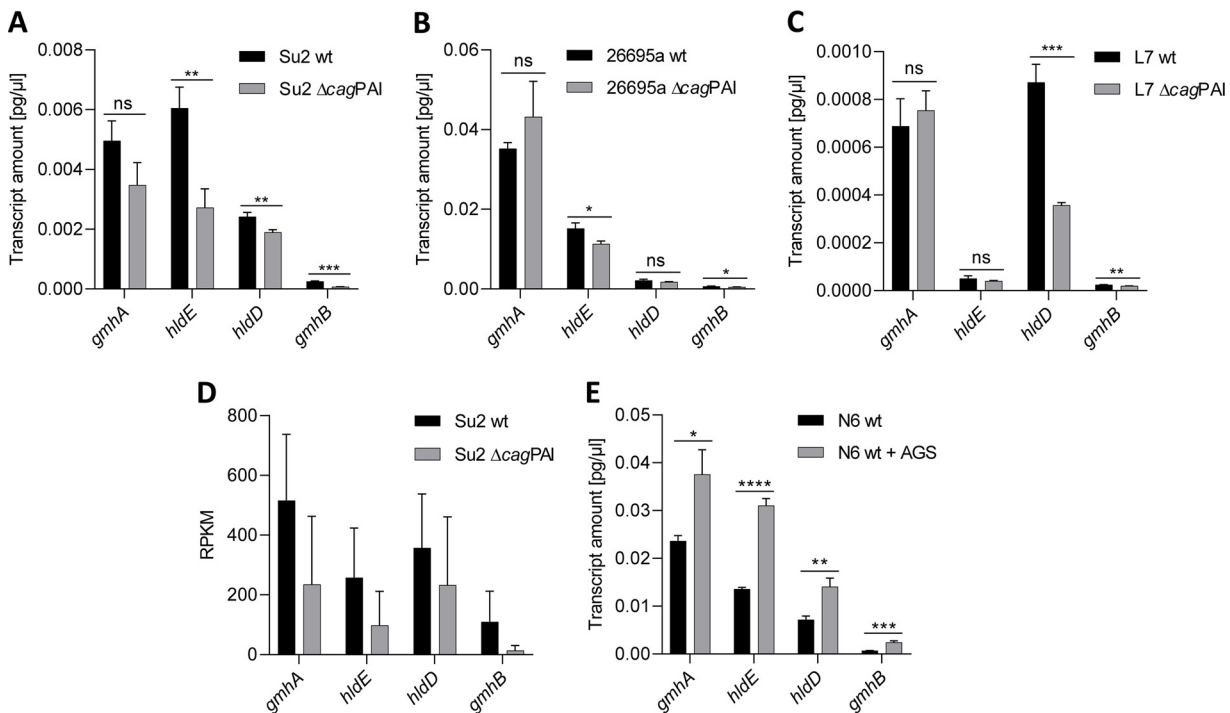 A
Transcript amount [pg/µl]
0.008
0.006
0.004
0.002
0.000
Su2 wt
Su2 ΔcagPAI
ns
**
**
***
gmhA
hldE
hldD
gmhB
B
Transcript amount [pg/µl]
0.06
0.04
0.02
0.00
26695a wt
26695a ΔcagPAI
ns
*
ns
*
gmhA
hldE
hldD
gmhB
C
Transcript amount [pg/µl]
0.0010
0.0008
0.0006
0.0004
0.0002
0.0000
L7 wt
L7 ΔcagPAI
ns
ns
***
**
gmhA
hldE
hldD
gmhB
D
RPKM
800
600
400
200
0
Su2 wt
Su2 ΔcagPAI
gmhA
hldE
hldD
gmhB
E
Transcript amount [pg/µl]
0.05
0.04
0.03
0.02
0.01
0.00
N6 wt
N6 wt + AGS
*
****
**
***
gmhA
hldE
hldD
gmhB